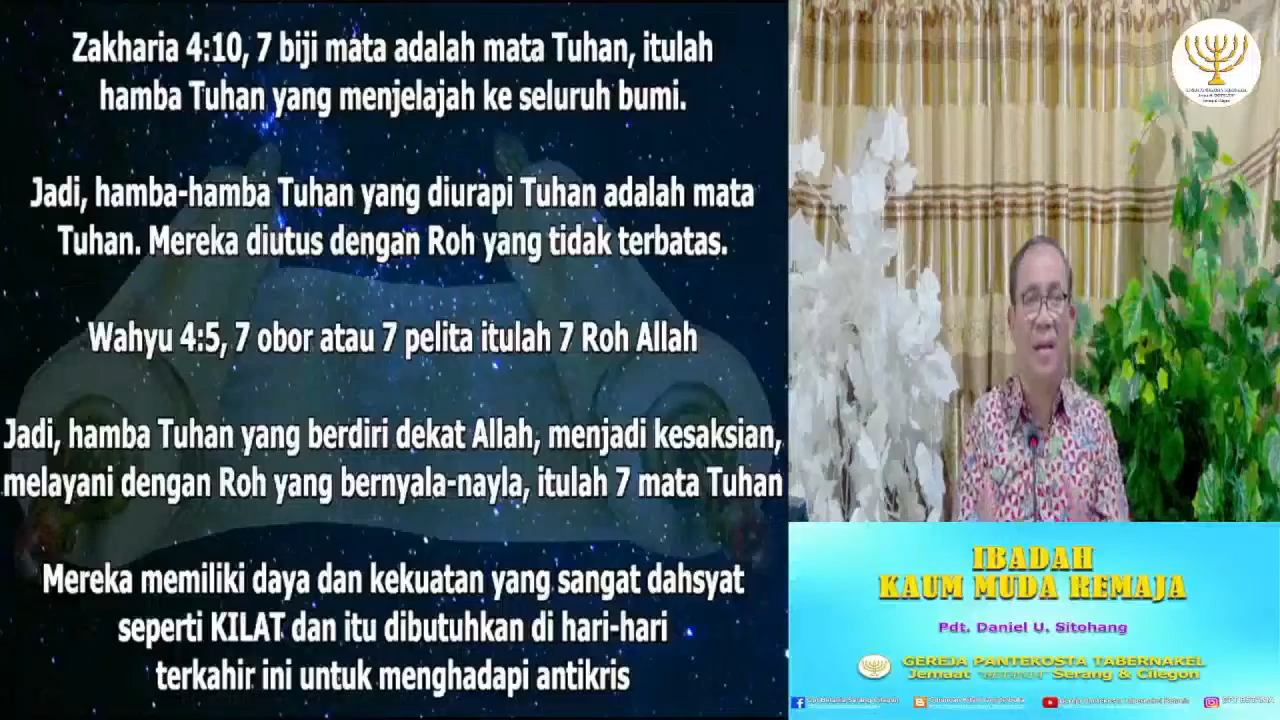 Zakharia 4:10, 7 biji mata adalah mata Tuhan, itulah
hamba Tuhan yang menjelajah ke seluruh bumi.
Jadi, hamba-hamba Tuhan yang diurapi Tuhan adalah mata
Tuhan. Mereka diutus dengan Roh yang tidak terbatas.
Wahyu 4:5, 7 obor atau 7 pelita itulah 7 Roh Allah
Jadi, hamba Tuhan yang berdiri dekat Allah, menjadi kesaksian,
melayani dengan Roh yang bernyala-nayla, itulah 7 mata Tuhan
Mereka memiliki daya dan kekuatan yang sangat dahsyat
seperti KILAT dan itu dibutuhkan di hari-hari
terkahir ini untuk menghadapi antikris
IBADAH
KAUM MUDA REMAJA
Pdt. Daniel U. Sitohang
GEREJA PANTEKOSTA TABERNAKEL
Jemaat "BETANIA" Serang & Cilegon